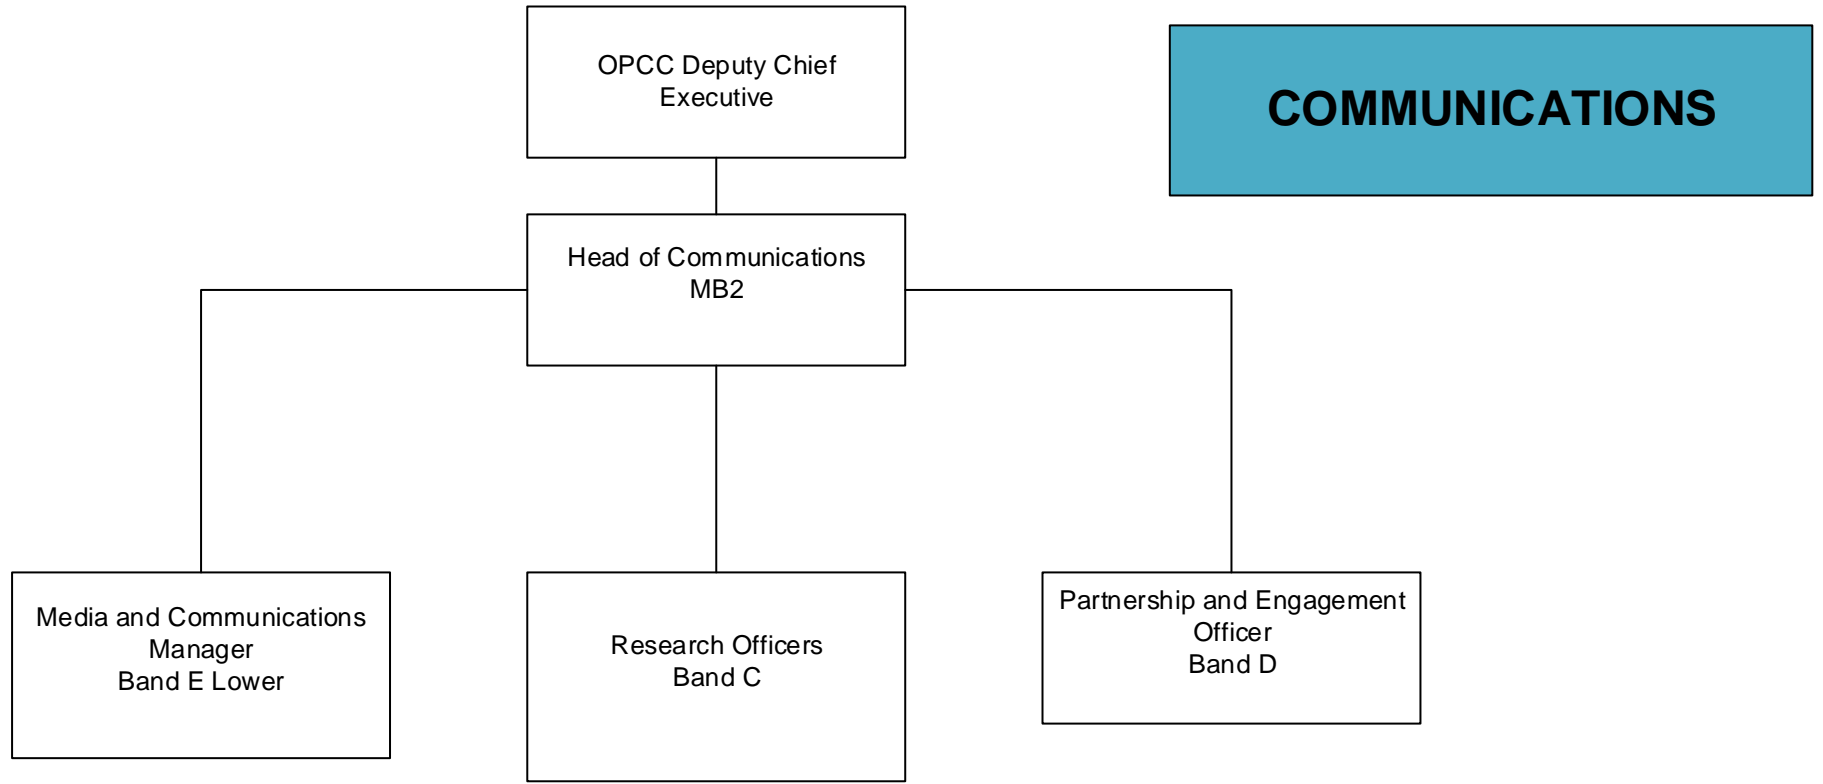 OPCC Deputy Chief
Executive
COMMUNICATIONS
Head of Communications
MB2
Media and Communications
Manager
Band E Lower
Research Officers
Band C
Partnership and Engagement
Officer
Band D